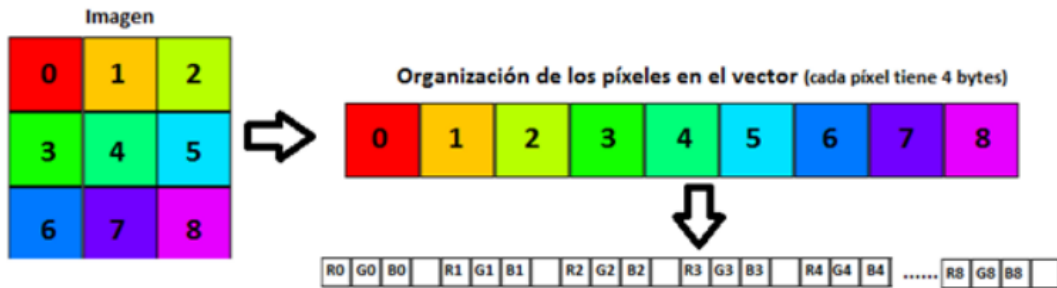 Imagen
0 1 2
3 4 5
6 7 8
Organización de los píxeles en el vector (cada píxel tiene 4 bytes)
0 1 2 3 4 5 6 7 8
R0 G0 B0 R1 G1 B1 R2 G2 B2 R3 G3 B3 R4 G4 B4 ...... R8 G8 B8